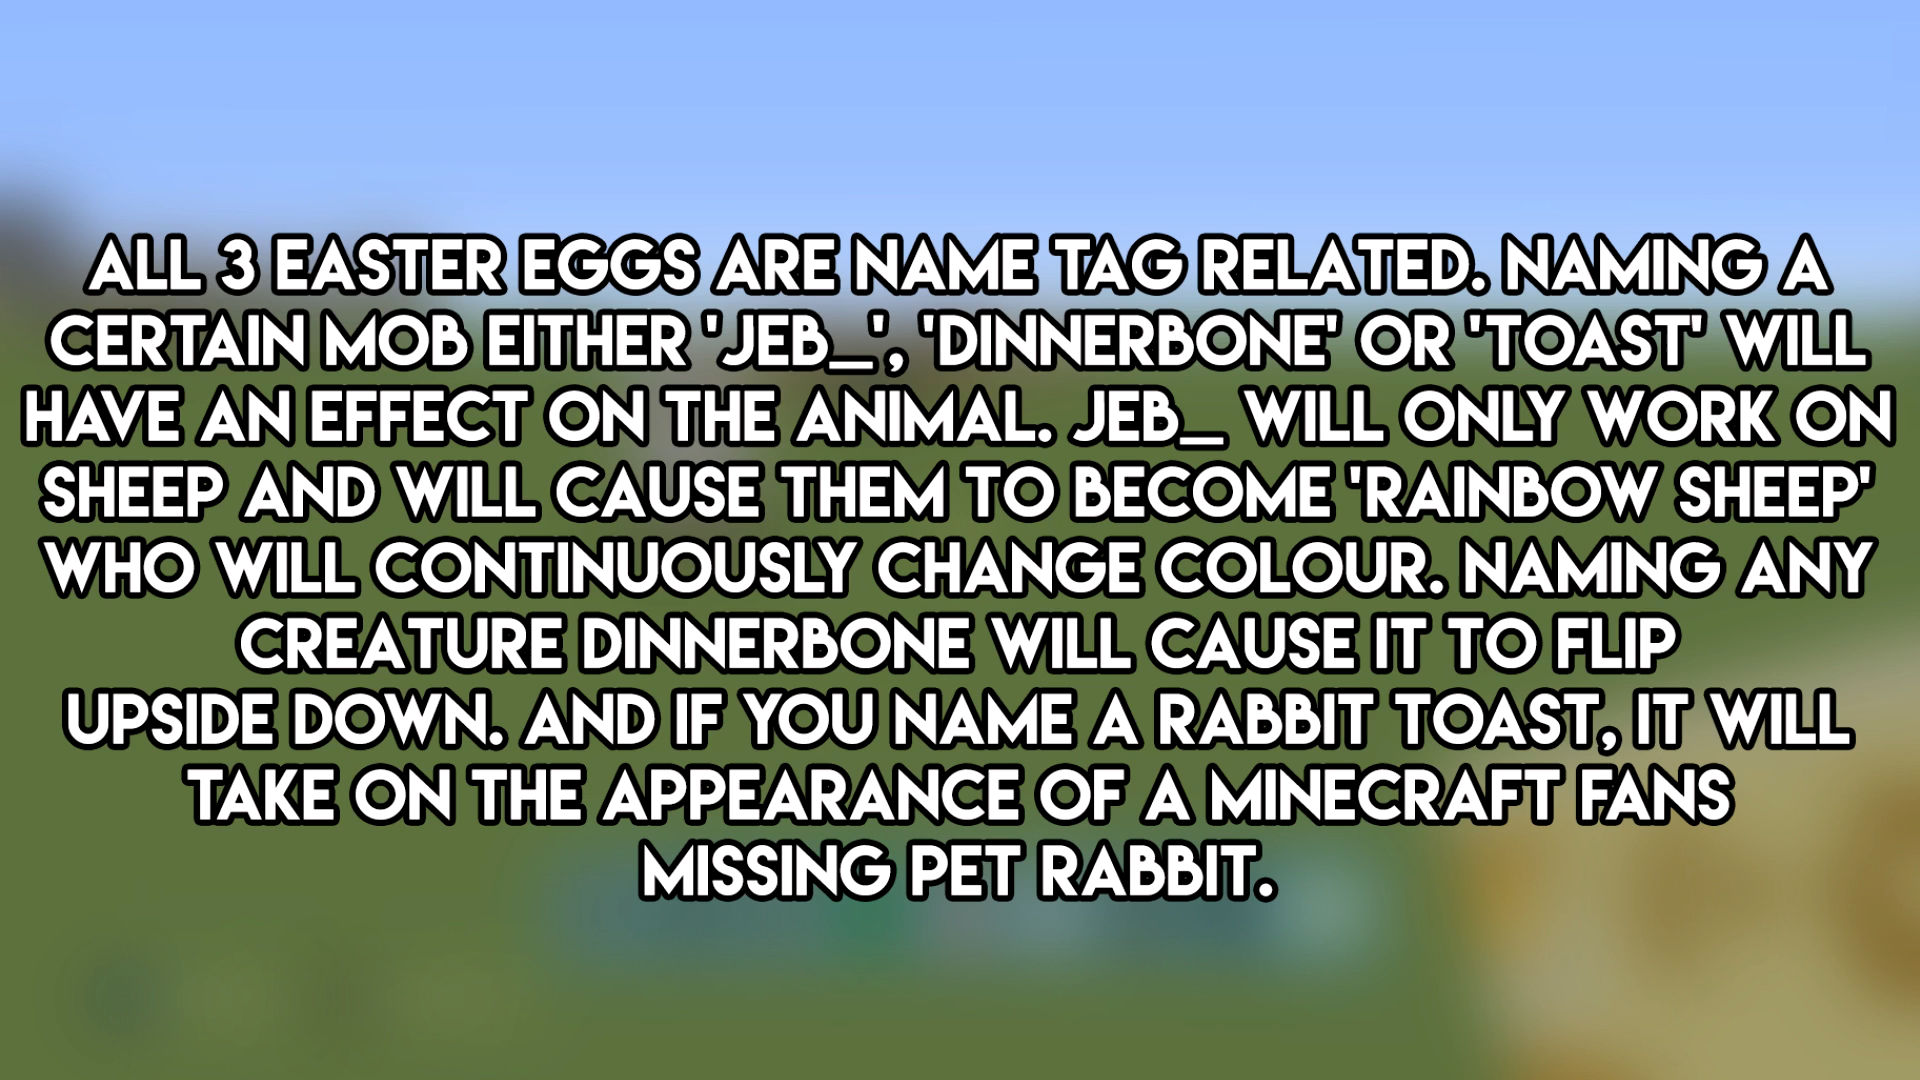 ALL 3 EASTER EGGS ARE NAME TAG RELATED. NAMING A
CERTAIN MOB EITHER 'JEB_', 'DINNERBONE' OR 'TOAST' WILL
HAVE AN EFFECT ON THE ANIMAL. JEB_ WILL ONLY WORK ON
SHEEP AND WILL CAUSE THEM TO BECOME 'RAINBOW SHEEP'
WHO WILL CONTINUOUSLY CHANGE COLOUR. NAMING ANY
CREATURE DINNERBONE WILL CAUSE IT TO FLIP
UPSIDE DOWN. AND IF YOU NAME A RABBIT TOAST, IT WILL
TAKE ON THE APPEARANCE OF A MINECRAFT FANS
MISSING PET RABBIT.